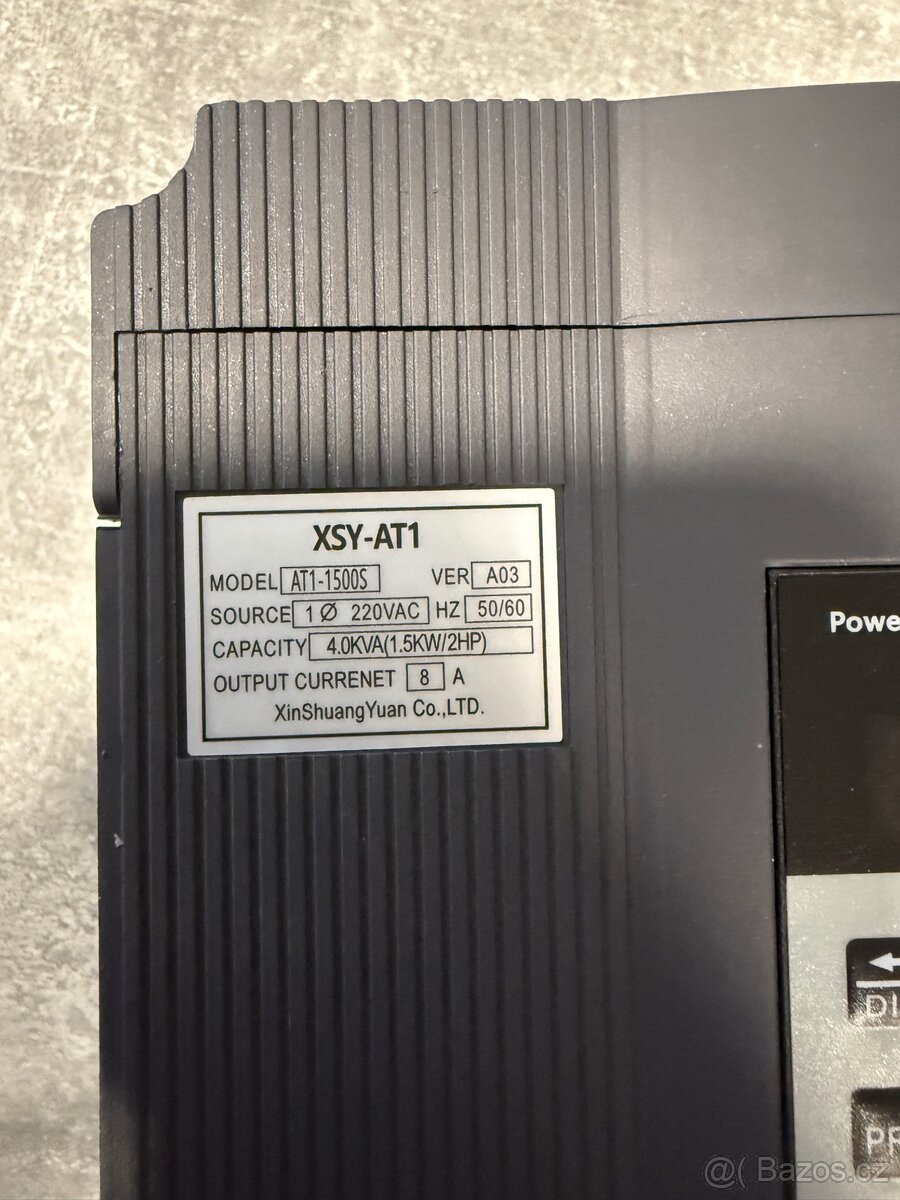 XSY-AT1
MODEL AT1-1500S VER A03
SOURCE 1Ø 220VAC HZ 50/60
CAPACITY 4.0KVA(1.5KW/2HP)
OUTPUT CURRENET 8 A
XinShuangYuan Co.,LTD.
Powe
DI
PR
@( Bazos.cz